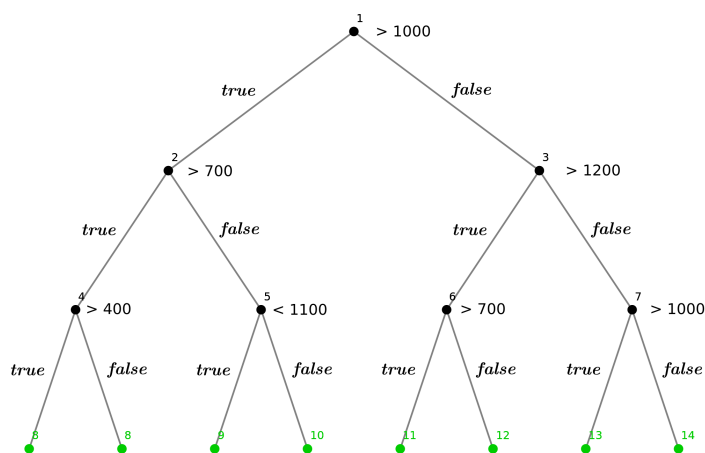 1
> 1000
true
false
2
> 700
3
> 1200
true
false
true
false
4
> 400
5
< 1100
6
> 700
7
> 1000
true
false
true
false
true
false
true
false
8
8
9
10
11
12
13
14